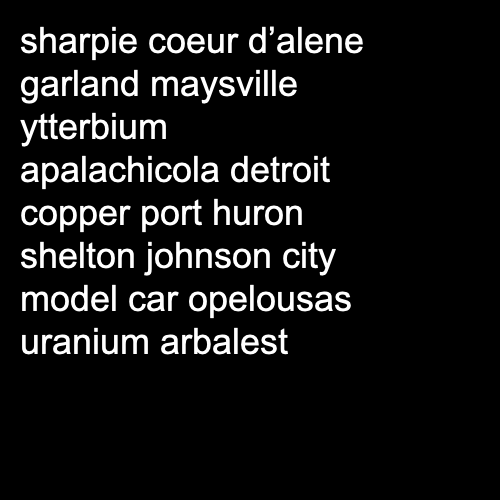 sharpie coeur d’alene
garland maysville
ytterbium
apalachicola detroit
copper port huron
shelton johnson city
model car opelousas
uranium arbalest